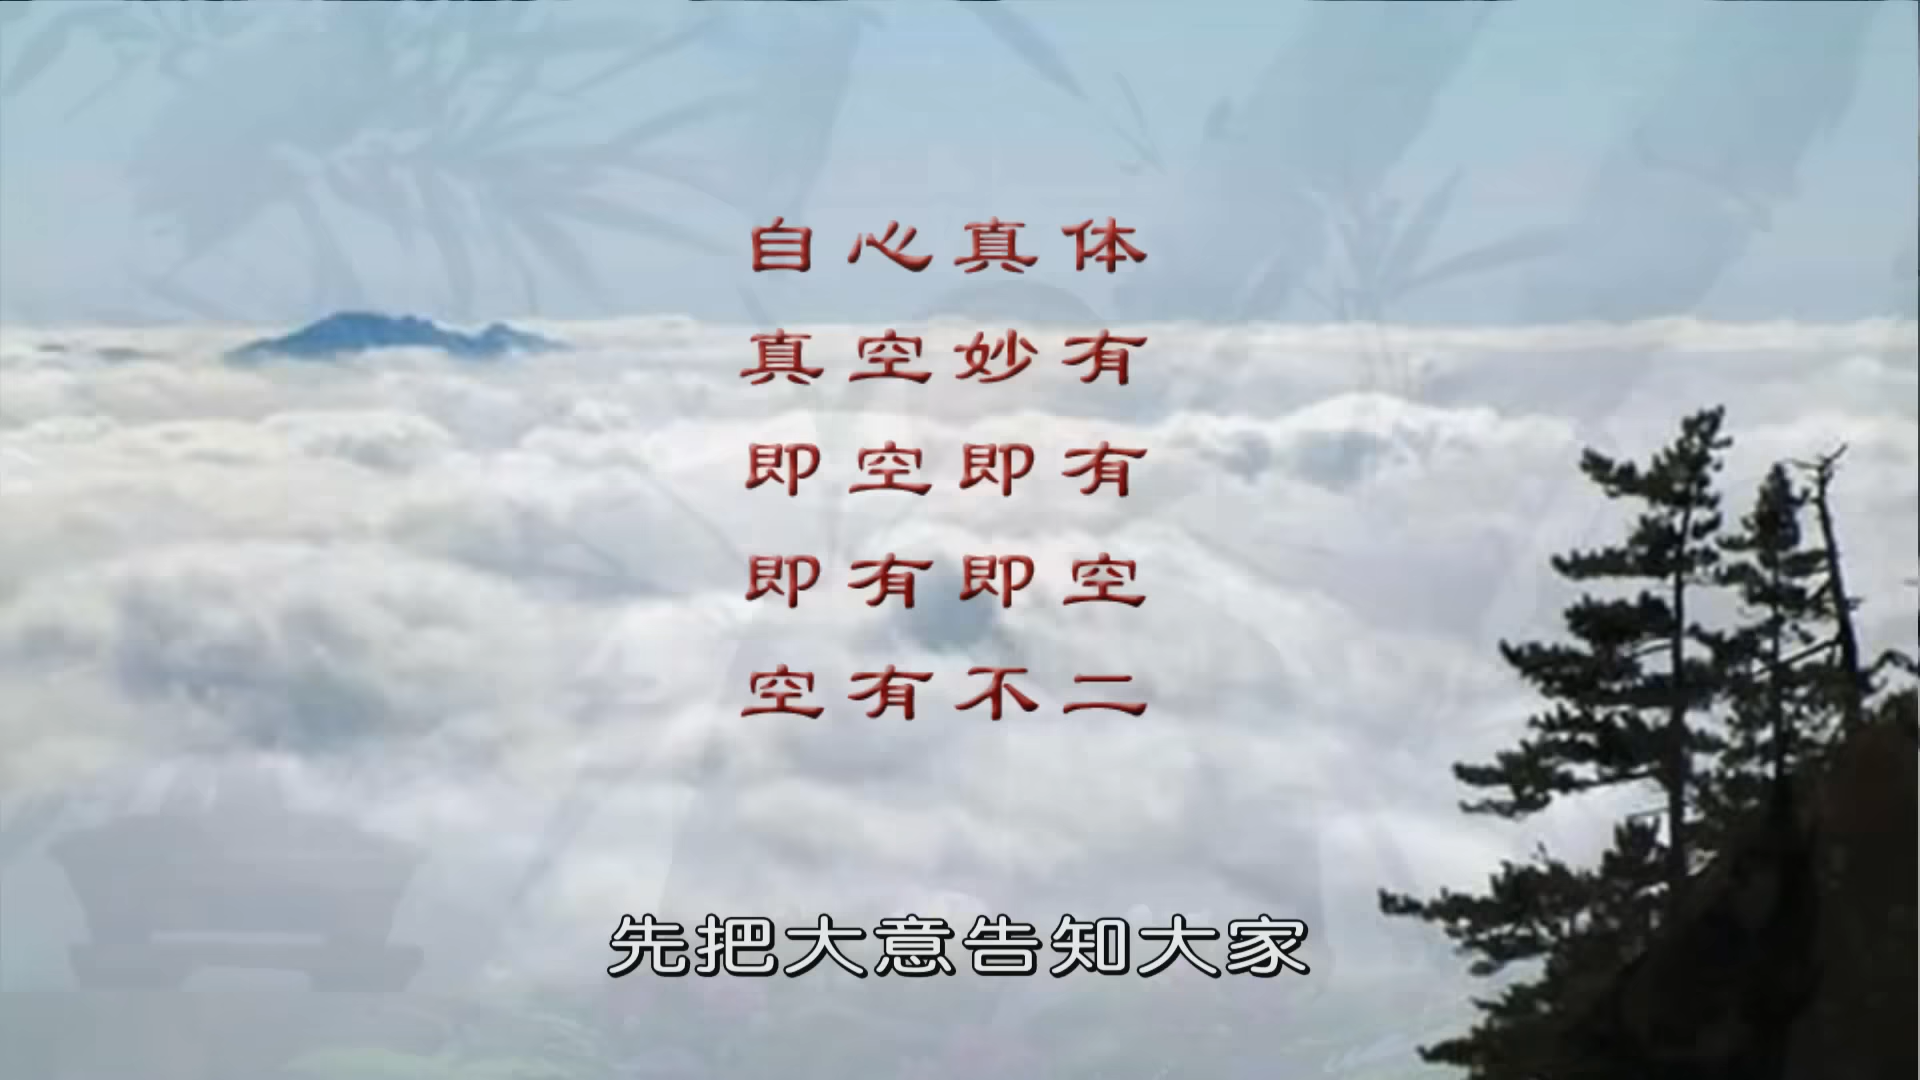 自心真体
真空妙有
即空即有
即有即空
空有不二
先把大意告知大家